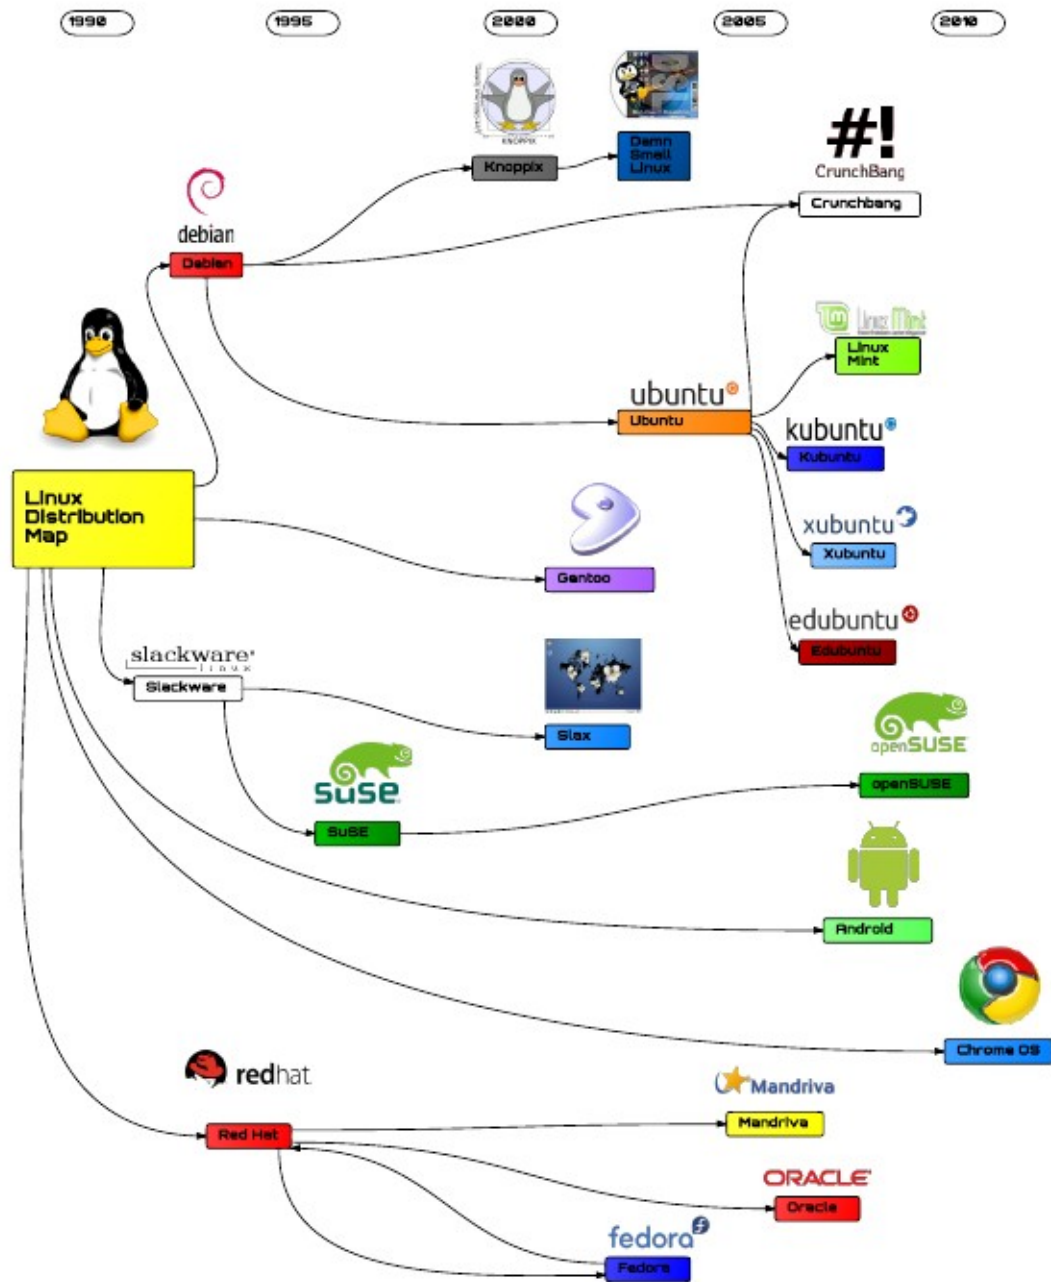 1990
1995
2000
2005
2010
KNOPPIX
Knoppix
DSL
Damn
Small
Linux
#!
CrunchBang
Crunchbang
debian
Debian
Linux Mint
Linux
Mint
ubuntu
Ubuntu
kubuntu
Kubuntu
Linux
Distribution
Map
xubuntu
Xubuntu
Gentoo
edubuntu
Edubuntu
slackware
linux
Slackware
Slax
openSUSE
openSUSE
SuSE
SuSE
Android
Chrome OS
redhat
Red Hat
Mandriva
Mandriva
ORACLE
Oracle
fedora
Fedora